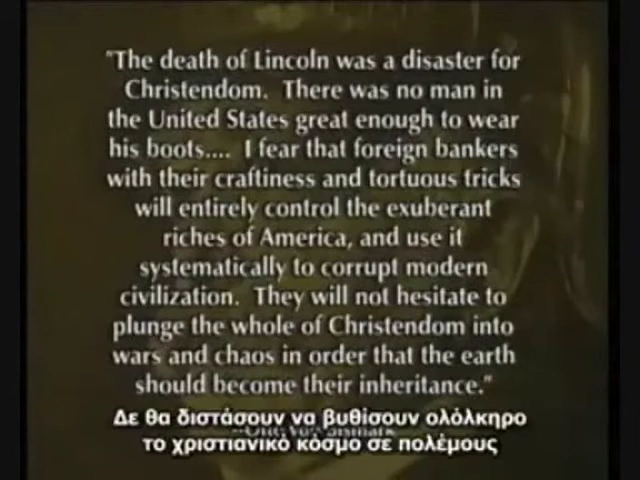 "The death of Lincoln was a disaster for
Christendom. There was no man in
the United States great enough to wear
his boots.... I fear that foreign bankers
with their craftiness and tortuous tricks
will entirely control the exuberant
riches of America, and use it
systematically to corrupt modern
civilization. They will not hesitate to
plunge the whole of Christendom into
wars and chaos in order that the earth
should become their inheritance."
Δε θα διστάσουν να βυθίσουν ολόλκηρο
το χριστιανικό κόσμο σε πολέμους